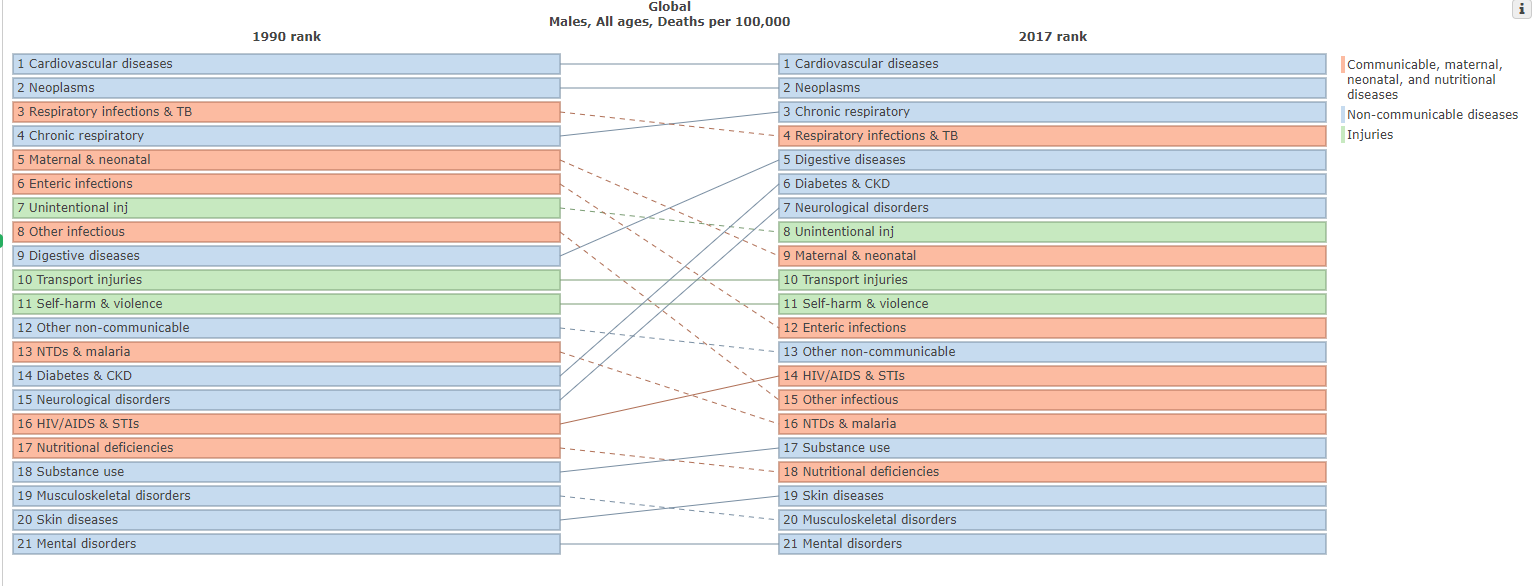 Global
Males, All ages, Deaths per 100,000
1990 rank
2017 rank
1 Cardiovascular diseases
2 Neoplasms
3 Respiratory infections & TB
4 Chronic respiratory
5 Maternal & neonatal
6 Enteric infections
7 Unintentional inj
8 Other infectious
9 Digestive diseases
10 Transport injuries
11 Self-harm & violence
12 Other non-communicable
13 NTDs & malaria
14 Diabetes & CKD
15 Neurological disorders
16 HIV/AIDS & STIs
17 Nutritional deficiencies
18 Substance use
19 Musculoskeletal disorders
20 Skin diseases
21 Mental disorders
1 Cardiovascular diseases
2 Neoplasms
3 Chronic respiratory
4 Respiratory infections & TB
5 Digestive diseases
6 Diabetes & CKD
7 Neurological disorders
8 Unintentional inj
9 Maternal & neonatal
10 Transport injuries
11 Self-harm & violence
12 Enteric infections
13 Other non-communicable
14 HIV/AIDS & STIs
15 Other infectious
16 NTDs & malaria
17 Substance use
18 Nutritional deficiencies
19 Skin diseases
20 Musculoskeletal disorders
21 Mental disorders
Communicable, maternal,
neonatal, and nutritional
diseases
Non-communicable diseases
Injuries
i